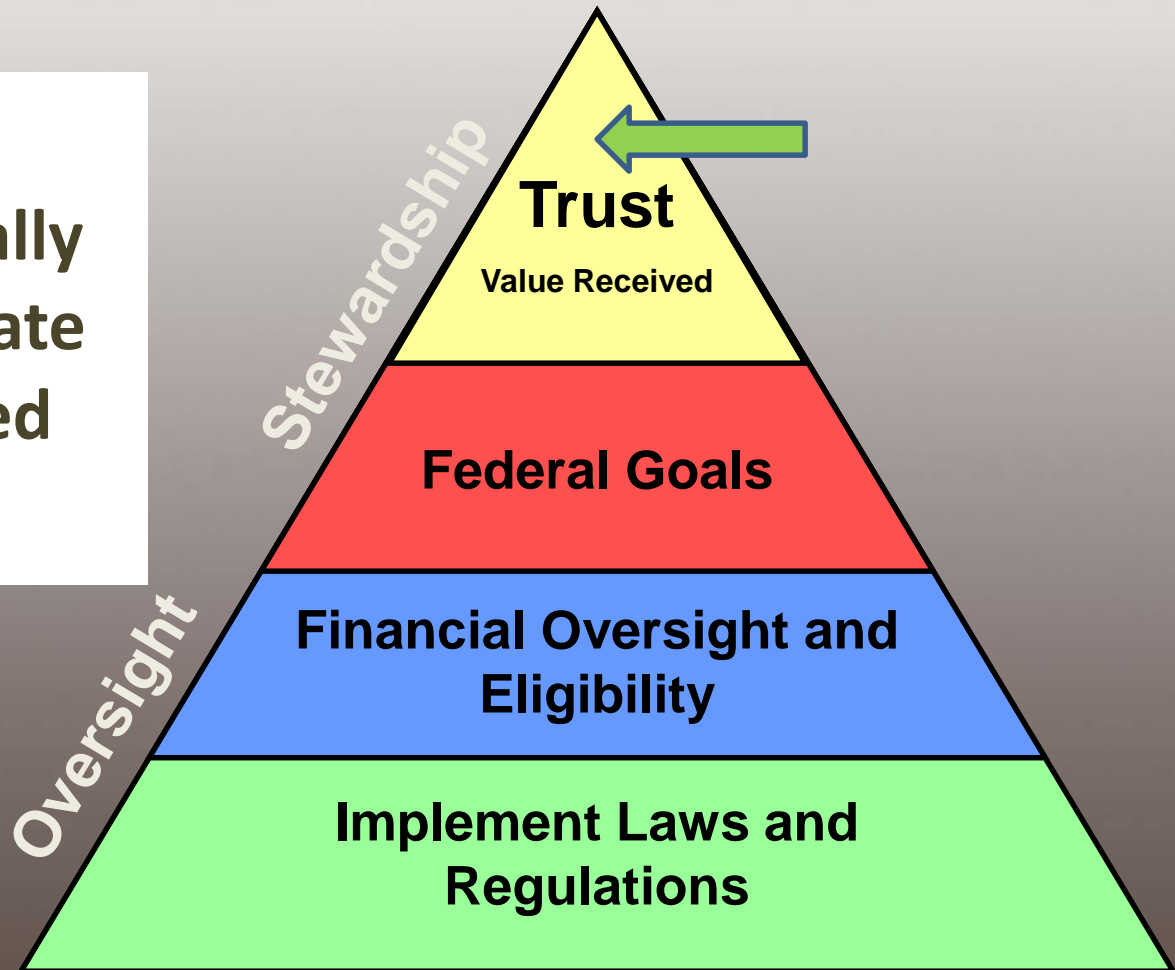 Stewardship
Oversight
Trust
Value Received
Federal Goals
Financial Oversight and
Eligibility
Implement Laws and
Regulations